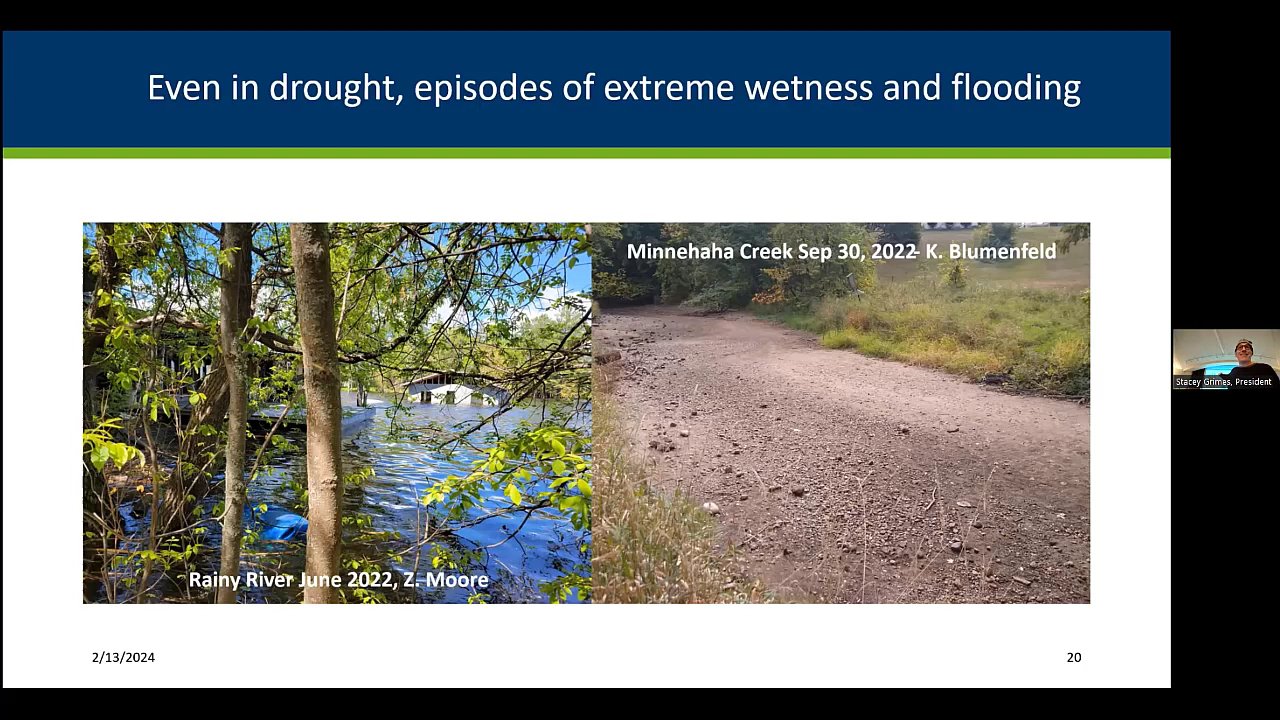 Even in drought, episodes of extreme wetness and flooding
Minnehaha Creek Sep 30, 2022- K. Blumenfeld
Rainy River June 2022, Z. Moore
Stacey Grimes, President
2/13/2024
20